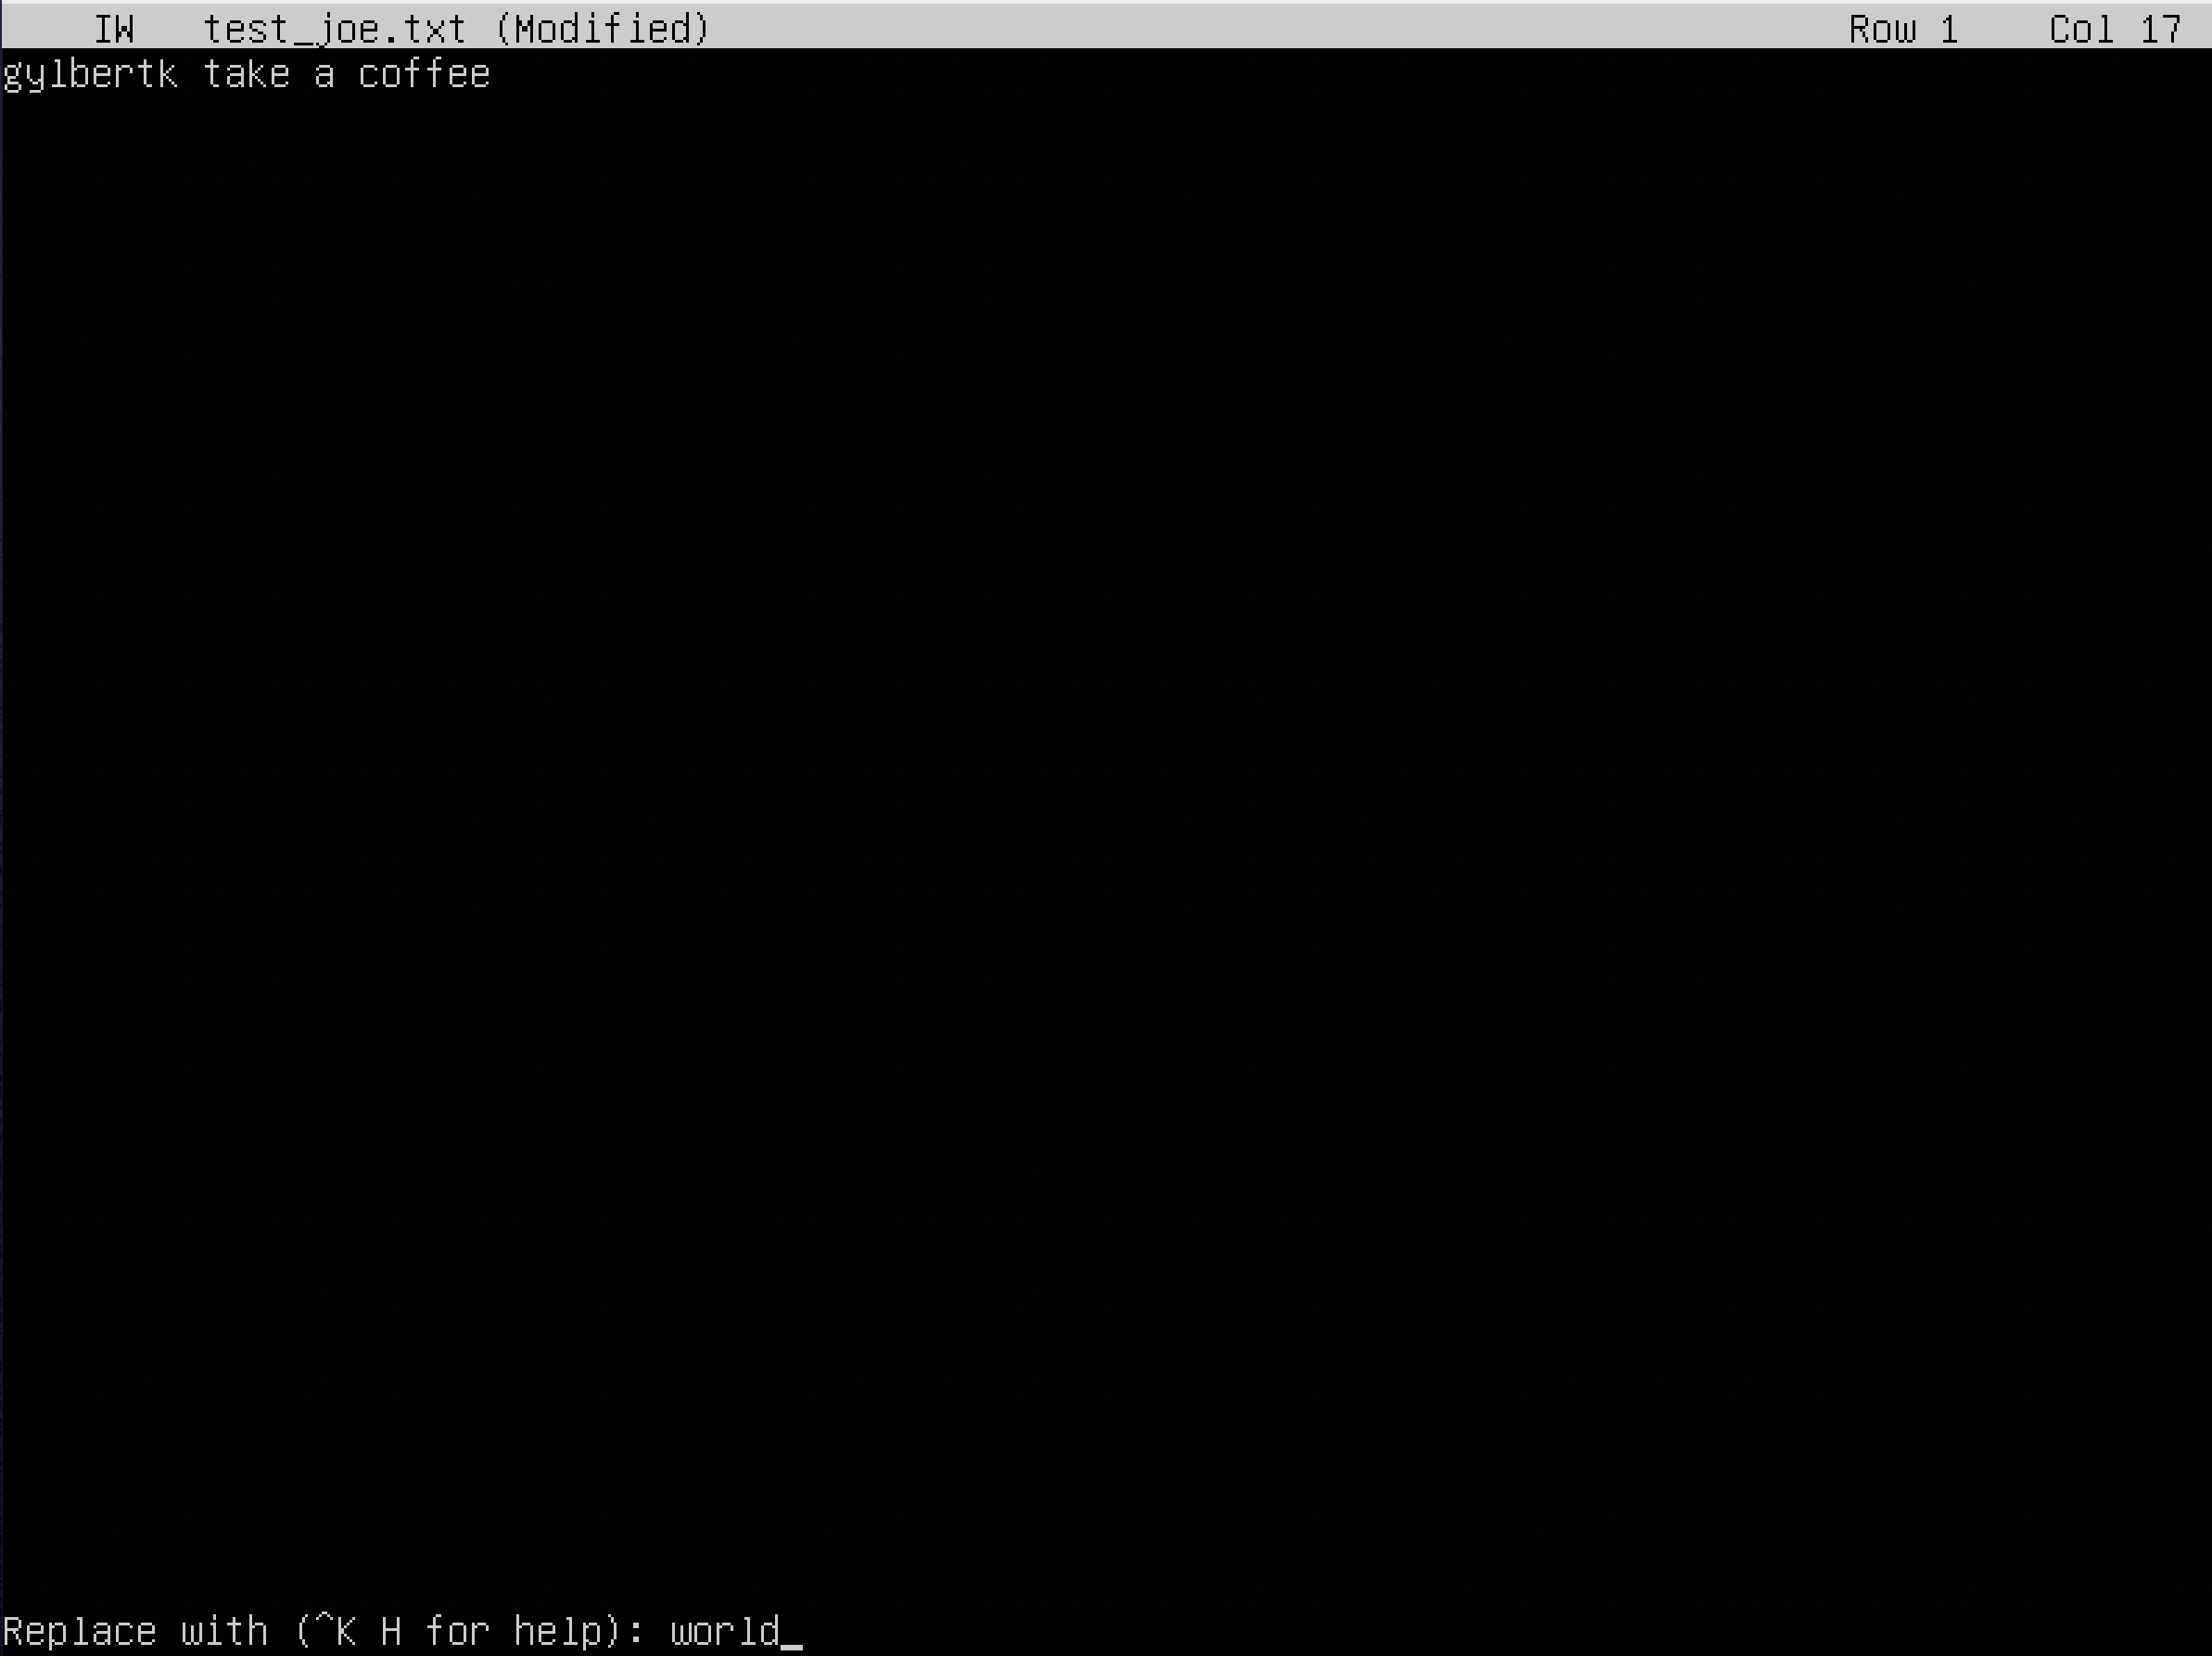 IW test_joe.txt (Modified) Row 1 Col 17
gylbertk take a coffee
Replace with (^K H for help): world_